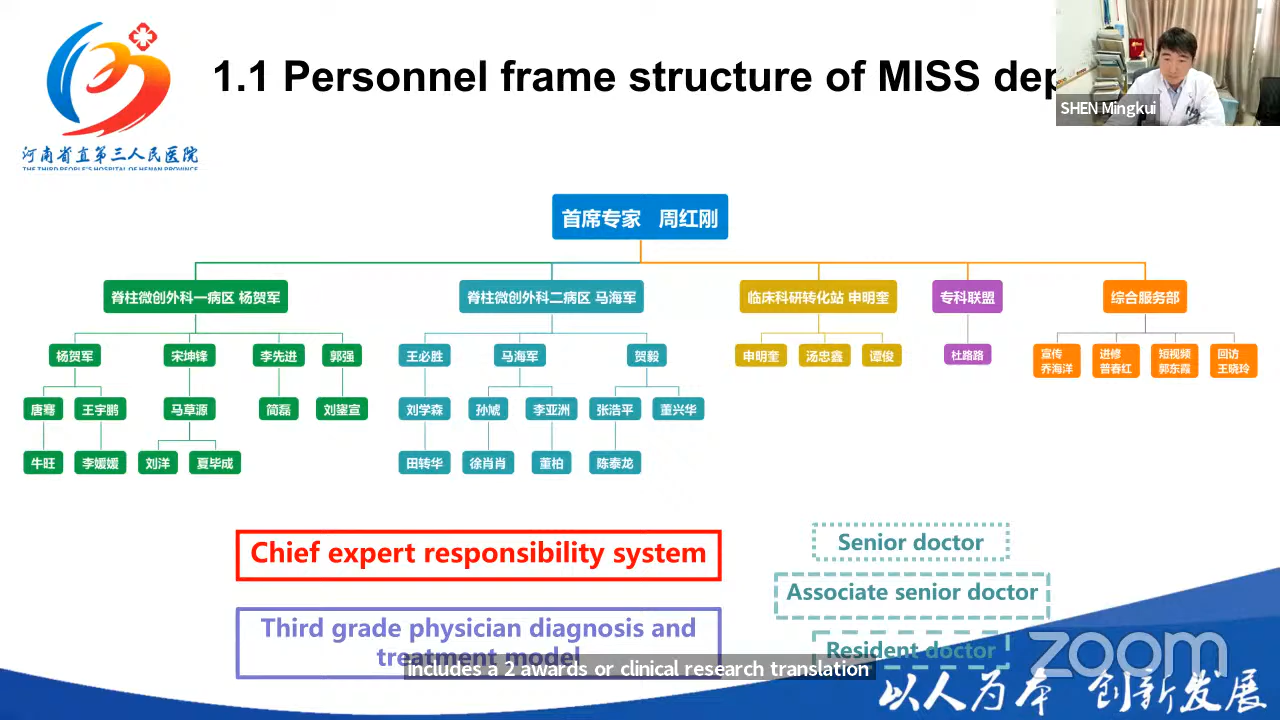 1.1 Personnel frame structure of MISS dep
SHEN Mingkui
河南省直第三人民医院
THE THIRD PEOPLE'S HOSPITAL OF HENAN PROVINCE
首席专家 周红刚
脊柱微创外科一病区 杨贺军
脊柱微创外科二病区 马海军
临床科研转化站 申明奎
专科联盟
综合服务部
杨贺军
宋坤锋
李先进
郭强
王必胜
马海军
贺毅
申明奎
汤忠鑫
谭俊
杜路路
宣传
乔海洋
进修
普春红
短视频
郭东霞
回访
王晓玲
唐骞
王宇鹏
马草源
简磊
刘鋆宣
刘学森
孙虓
李亚洲
张浩平
董兴华
牛旺
李媛媛
刘洋
夏毕成
田转华
徐肖肖
董柏
陈泰龙
Chief expert responsibility system
Third grade physician diagnosis and
treatment model
Senior doctor
Associate senior doctor
Resident doctor
zoom
includes a 2 awards or clinical research translation
以人为本 创新发展